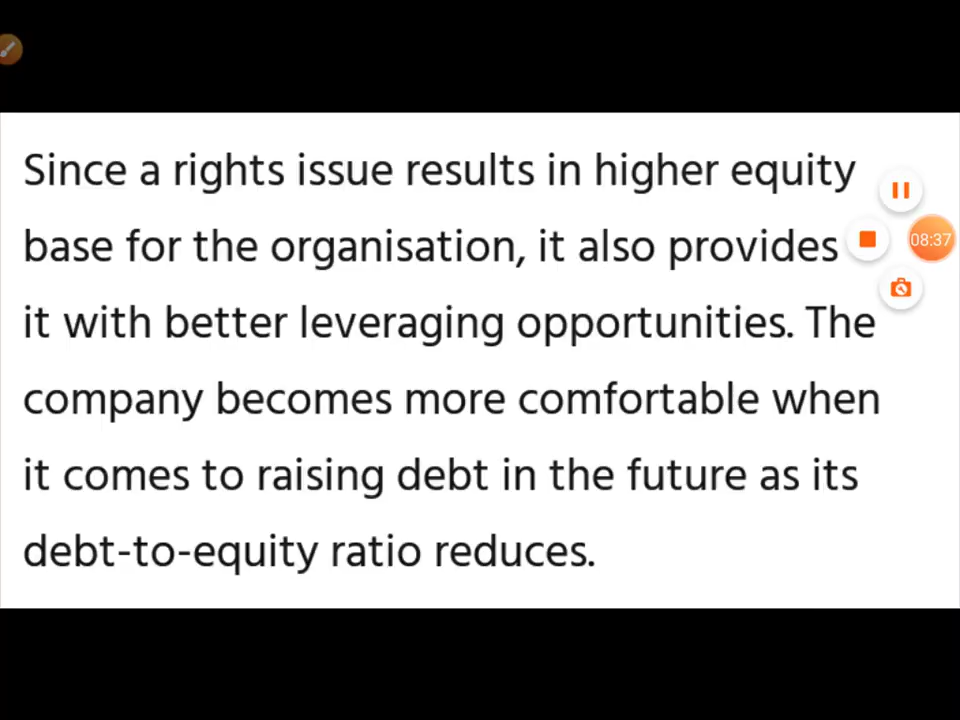 Since a rights issue results in higher equity
base for the organisation, it also provides
08:37
it with better leveraging opportunities. The
company becomes more comfortable when
it comes to raising debt in the future as its
debt-to-equity ratio reduces.